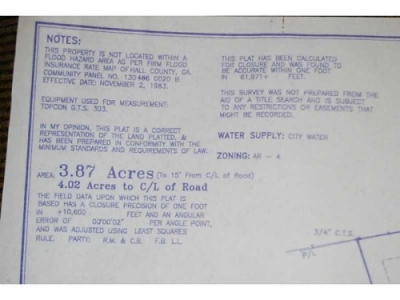 NOTES:
THIS PROPERTY IS NOT LOCATED WITHIN A
FLOOD HAZARD AREA AS PER FIRM FLOOD
INSURANCE RATE MAP OF HALL COUNTY, GA.
COMMUNITY PANEL NO. 130466 0020 B
EFFECTIVE DATE: NOVEMBER 2, 1983.
EQUIPMENT USED FOR MEASUREMENT:
TOPCON G.T.S. 303.
IN MY OPINION, THIS PLAT IS A CORRECT
REPRESENTATION OF THE LAND PLATTED, &
HAS BEEN PREPARED IN CONFORMITY WITH THE
MINIMUM STANDARDS AND REQUIREMENTS OF LAW.
AREA: 3.87 Acres (To 15' From C/L of Road)
4.02 Acres to C/L of Road
THE FIELD DATA UPON WHICH THIS PLAT IS
BASED HAS A CLOSURE PRECISION OF ONE FOOT
IN +10,600 FEET AND AN ANGULAR
ERROR OF 00°00'02" PER ANGLE POINT,
AND WAS ADJUSTED USING LEAST SQUARES
RULE. PARTY: R.M. & C.B. F.B. L.L.
THIS PLAT HAS BEEN CALCULATED
FOR CLOSURE AND WAS FOUND TO
BE ACCURATE WITHIN ONE FOOT
IN 61,971+ FEET.
THIS SURVEY WAS NOT PREPARED FROM THE
AID OF A TITLE SEARCH AND IS SUBJECT
TO ANY RESTRICTIONS OR EASEMENTS THAT
MIGHT BE RECORDED.
WATER SUPPLY: CITY WATER
ZONING: AR - 4
3/4" C.T.
P/L